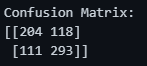 Confusion Matrix:
[[204 118]
 [111 293]]